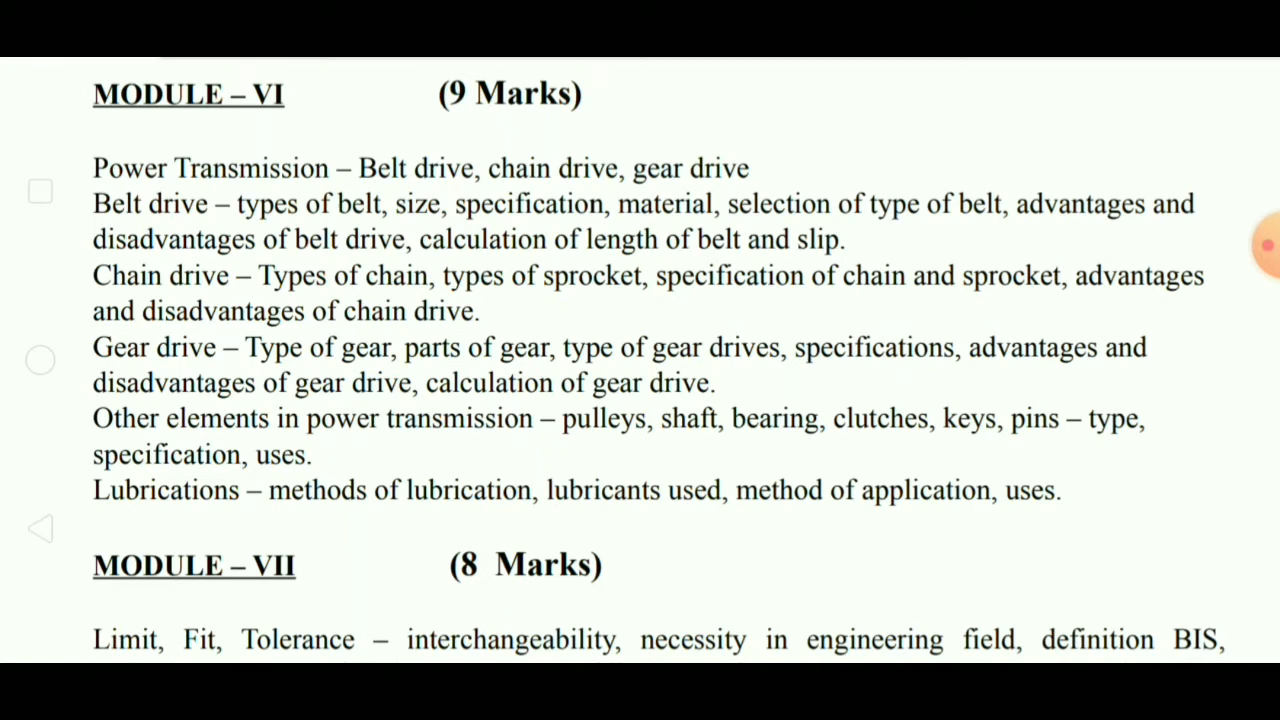 MODULE – VI (9 Marks)
Power Transmission – Belt drive, chain drive, gear drive
Belt drive – types of belt, size, specification, material, selection of type of belt, advantages and
disadvantages of belt drive, calculation of length of belt and slip.
Chain drive – Types of chain, types of sprocket, specification of chain and sprocket, advantages
and disadvantages of chain drive.
Gear drive – Type of gear, parts of gear, type of gear drives, specifications, advantages and
disadvantages of gear drive, calculation of gear drive.
Other elements in power transmission – pulleys, shaft, bearing, clutches, keys, pins – type,
specification, uses.
Lubrications – methods of lubrication, lubricants used, method of application, uses.
MODULE – VII (8 Marks)
Limit, Fit, Tolerance – interchangeability, necessity in engineering field, definition BIS,